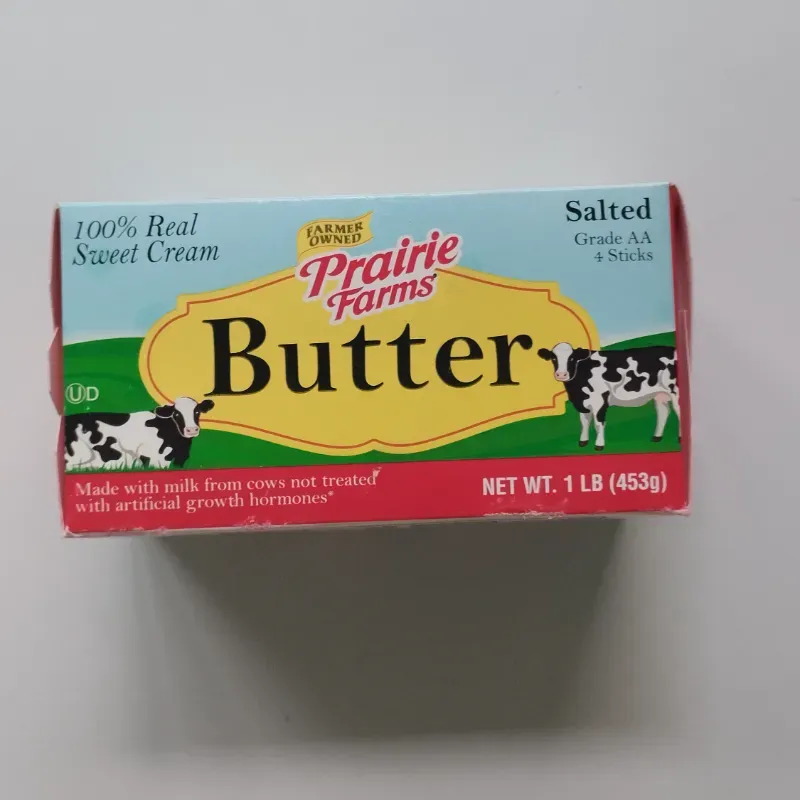 100% Real
Sweet Cream
FARMER
OWNED
Prairie
Farms
Salted
Grade AA
4 Sticks
Butter
ⓊD
Made with milk from cows not treated
with artificial growth hormones*
NET WT. 1 LB (453g)